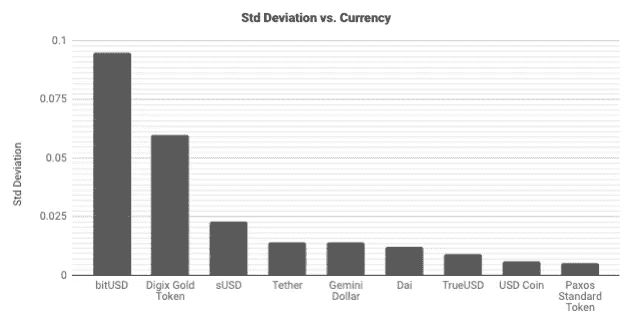 Std Deviation vs. Currency
0.1
0.075
0.05
0.025
0
Std Deviation
bitUSD
Digix Gold
Token
sUSD
Tether
Gemini
Dollar
Dai
TrueUSD
USD Coin
Paxos
Standard
Token